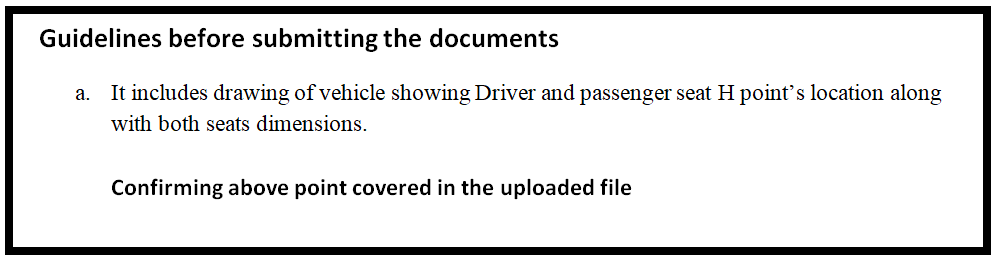 Guidelines before submitting the documents
a. It includes drawing of vehicle showing Driver and passenger seat H point’s location along
with both seats dimensions.
Confirming above point covered in the uploaded file